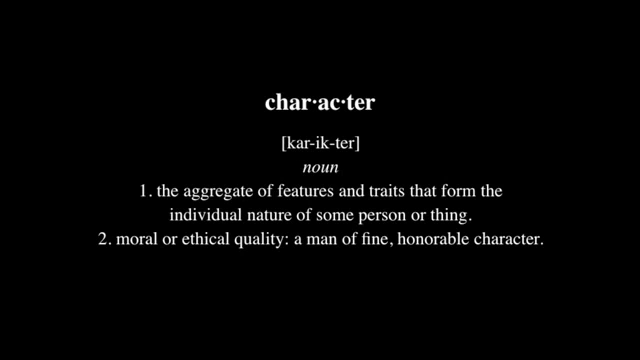 char·ac·ter
[kar-ik-ter]
noun
1. the aggregate of features and traits that form the
individual nature of some person or thing.
2. moral or ethical quality: a man of fine, honorable character.